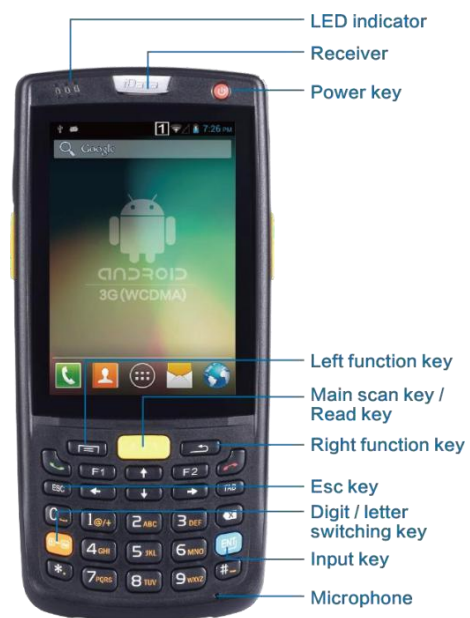 LED indicator
Receiver
iData
Power key
1 7:26 PM
Google
ANDROID
3G(WCDMA)
Left function key
Main scan key /
Read key
Right function key
F1 F2
ESC TAB
Esc key
Digit / letter
switching key
1@/+ 2ABC 3DEF
4GHI 5JKL 6MNO ENT
Input key
*. 7PQRS 8TUV 9WXYZ #_
Microphone